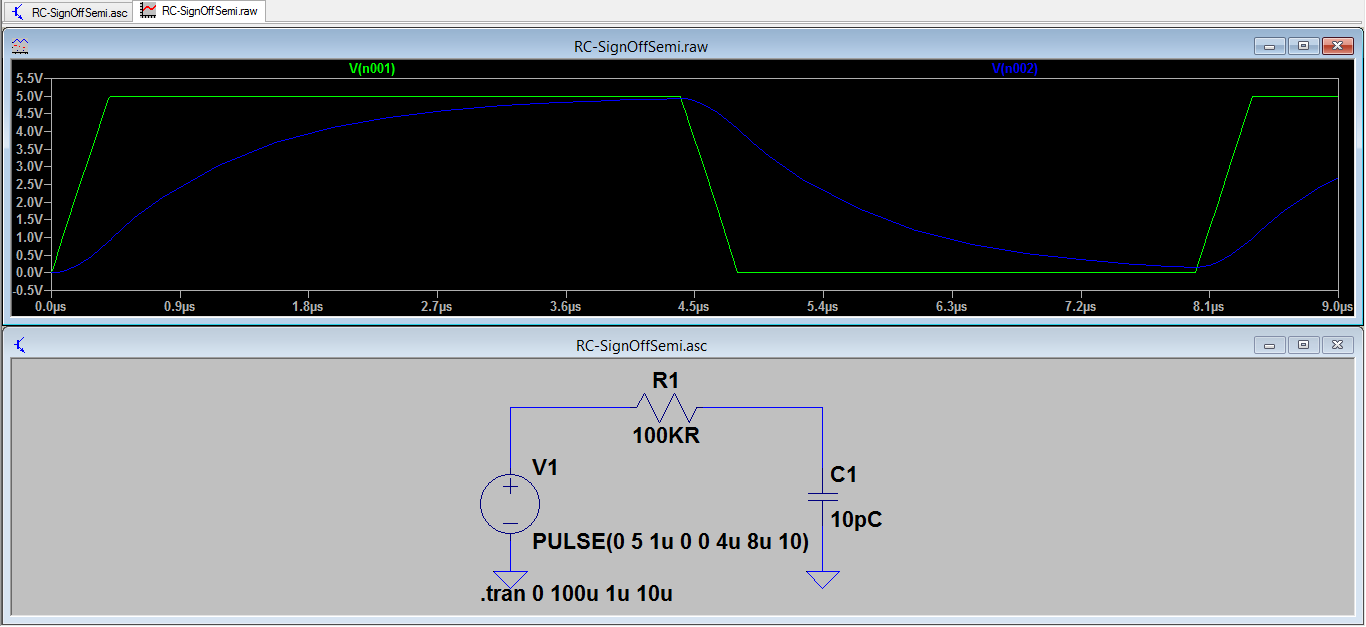 RC-SignOffSemi.asc RC-SignOffSemi.raw
RC-SignOffSemi.raw
V(n001) V(n002)
5.5V
5.0V
4.5V
4.0V
3.5V
3.0V
2.5V
2.0V
1.5V
1.0V
0.5V
0.0V
-0.5V
0.0µs 0.9µs 1.8µs 2.7µs 3.6µs 4.5µs 5.4µs 6.3µs 7.2µs 8.1µs 9.0µs
RC-SignOffSemi.asc
R1
100KR
V1
C1
10pC
PULSE(0 5 1u 0 0 4u 8u 10)
.tran 0 100u 1u 10u